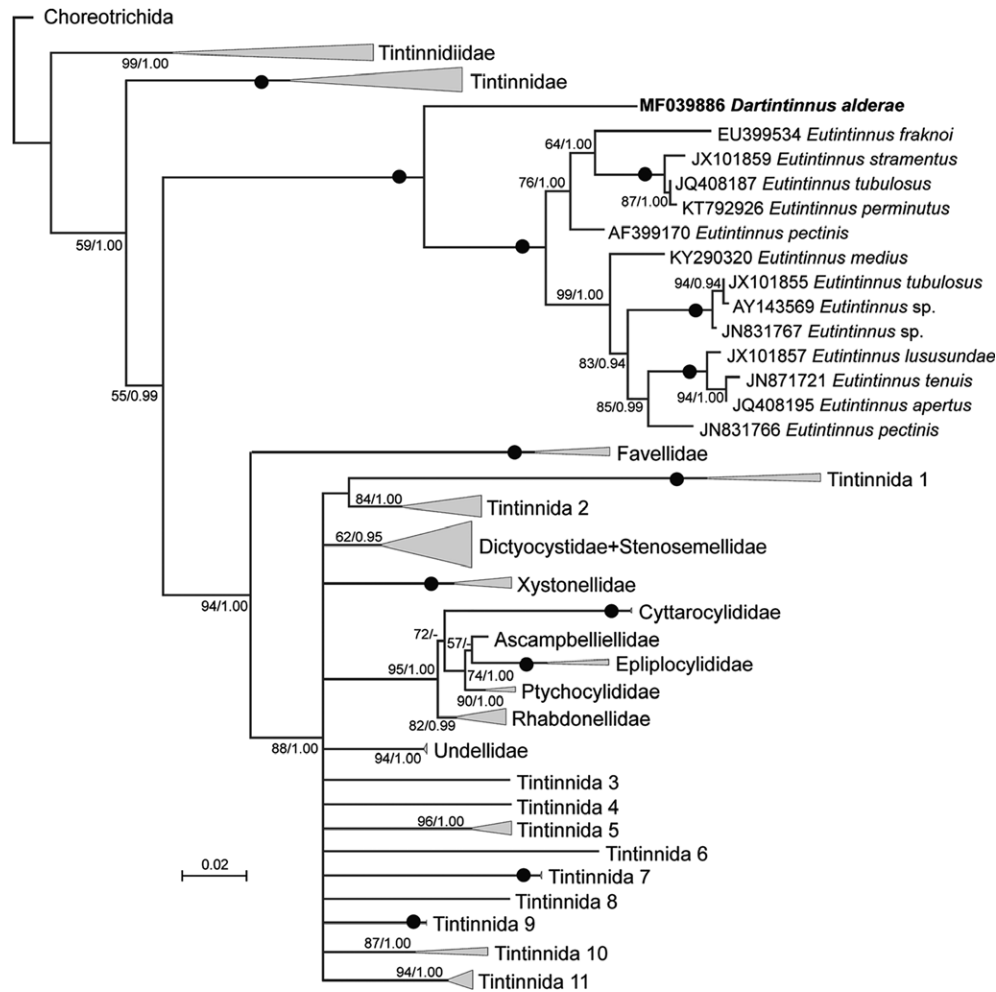 Choreotrichida
Tintinnidiidae
99/1.00
Tintinnidae
MF039886 Dartintinnus alderae
EU399534 Eutintinnus fraknoi
64/1.00
JX101859 Eutintinnus stramentus
76/1.00
JQ408187 Eutintinnus tubulosus
87/1.00
KT792926 Eutintinnus perminutus
AF399170 Eutintinnus pectinis
59/1.00
KY290320 Eutintinnus medius
94/0.94
JX101855 Eutintinnus tubulosus
99/1.00
AY143569 Eutintinnus sp.
JN831767 Eutintinnus sp.
83/0.94
JX101857 Eutintinnus lususundae
94/1.00
JN871721 Eutintinnus tenuis
55/0.99
85/0.99
JQ408195 Eutintinnus apertus
JN831766 Eutintinnus pectinis
Favellidae
Tintinnida 1
84/1.00
Tintinnida 2
62/0.95
Dictyocystidae+Stenosemellidae
Xystonellidae
94/1.00
Cyttarocylididae
72/-
57/-
Ascampbelliellidae
95/1.00
Epliplocylididae
74/1.00
90/1.00
Ptychocylididae
82/0.99
Rhabdonellidae
88/1.00
94/1.00
Undellidae
Tintinnida 3
Tintinnida 4
96/1.00
Tintinnida 5
Tintinnida 6
0.02
Tintinnida 7
Tintinnida 8
Tintinnida 9
87/1.00
Tintinnida 10
94/1.00
Tintinnida 11